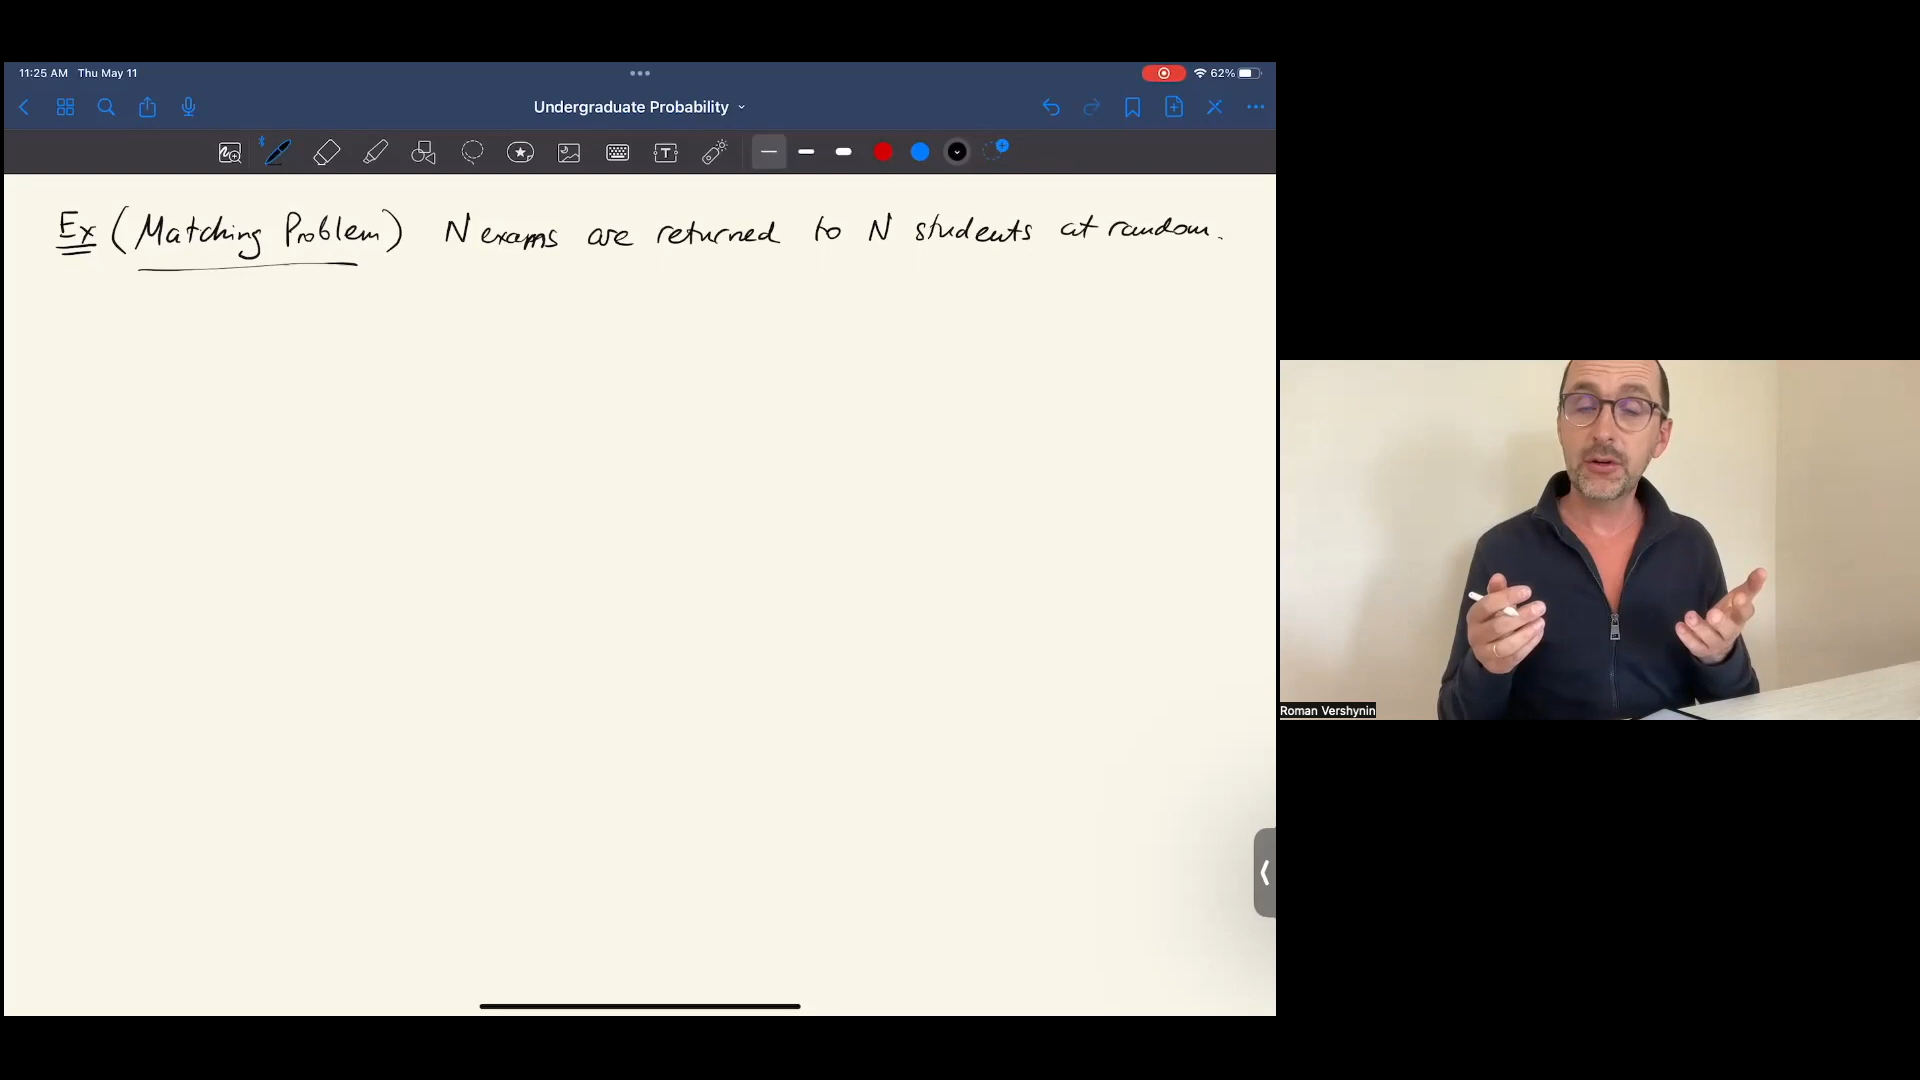 11:25 AM Thu May 11
62%
Undergraduate Probability
T
Ex (Matching Problem) N exams are returned to N students at random.
Roman Vershynin